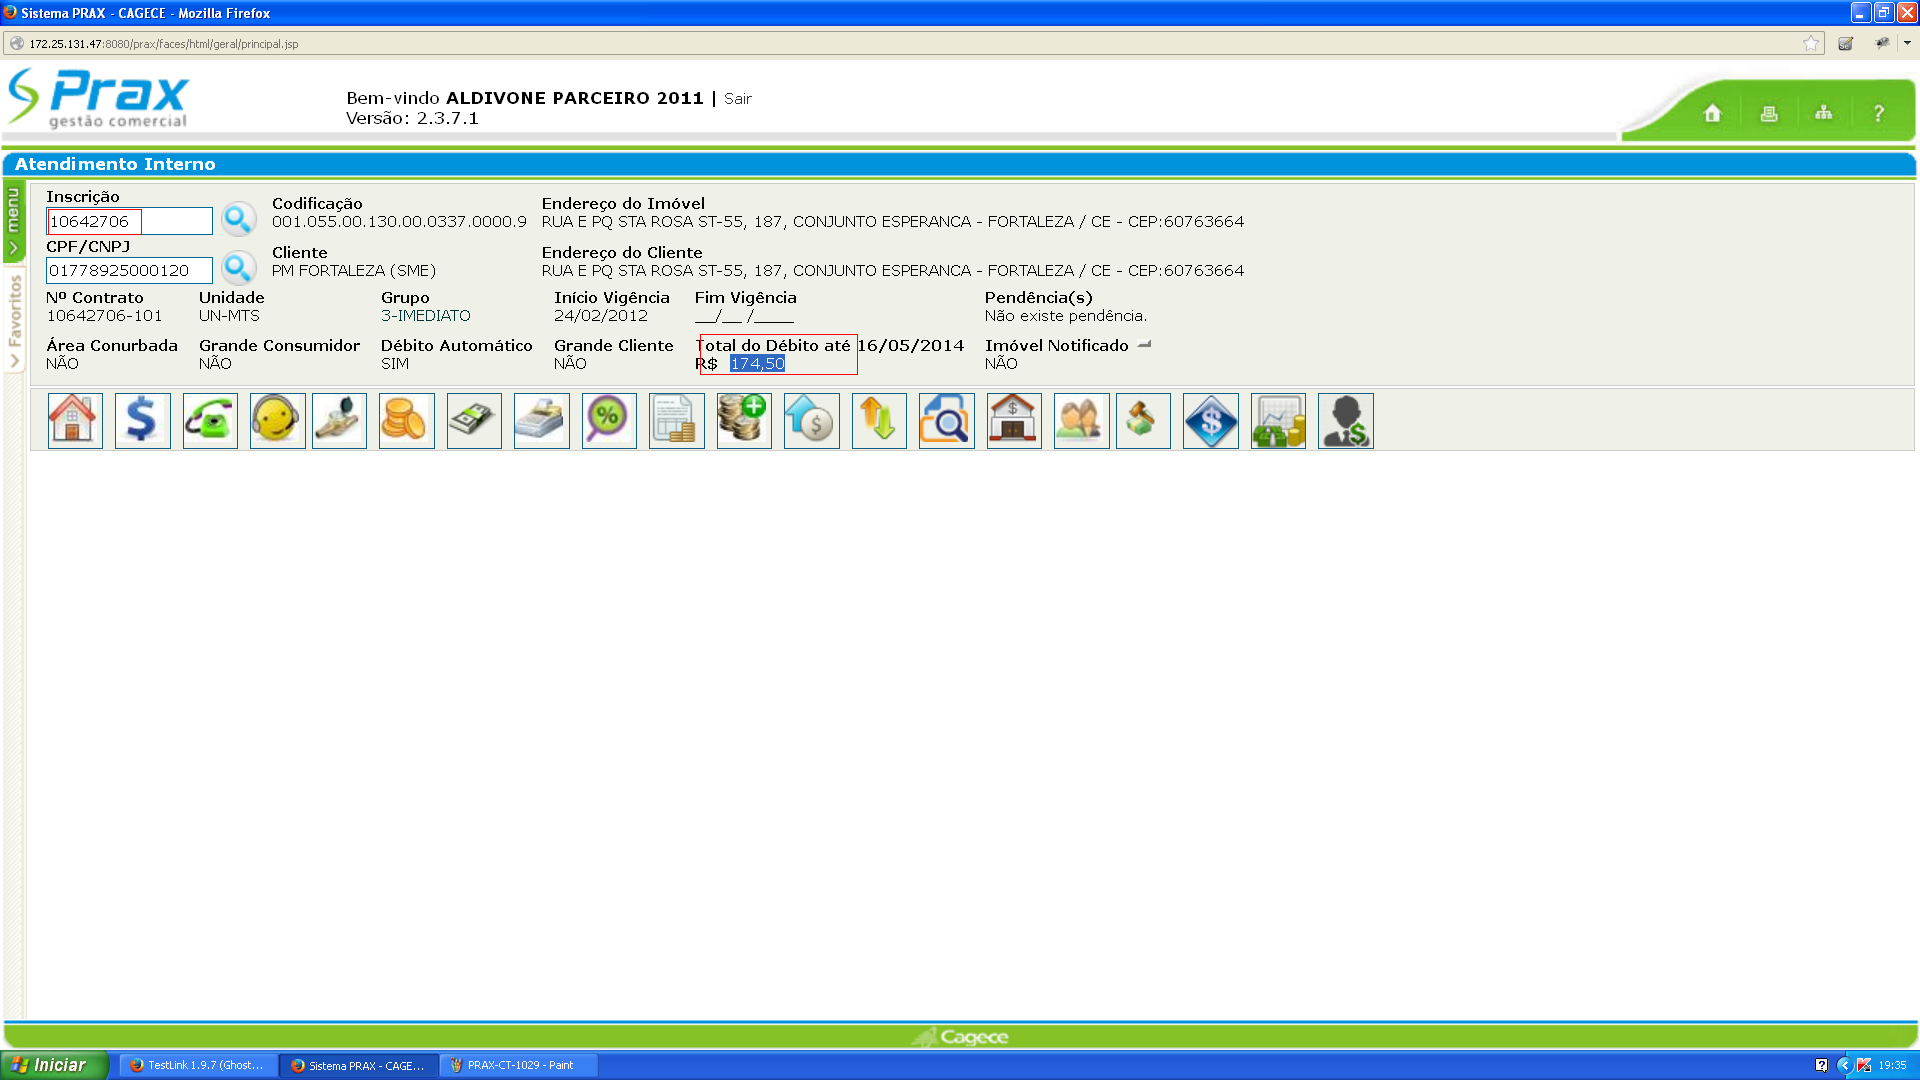 Sistema PRAX - CAGECE - Mozilla Firefox
172.25.131.47:8080/prax/faces/html/geral/principal.jsp
Prax
gestão comercial
Bem-vindo ALDIVONE PARCEIRO 2011 | Sair
Versão: 2.3.7.1
?
Atendimento Interno
menu
Favoritos
Inscrição
10642706
Codificação
001.055.00.130.00.0337.0000.9
Endereço do Imóvel
RUA E PQ STA ROSA ST-55, 187, CONJUNTO ESPERANCA - FORTALEZA / CE - CEP:60763664
CPF/CNPJ
01778925000120
Cliente
PM FORTALEZA (SME)
Endereço do Cliente
RUA E PQ STA ROSA ST-55, 187, CONJUNTO ESPERANCA - FORTALEZA / CE - CEP:60763664
Nº Contrato
10642706-101
Unidade
UN-MTS
Grupo
3-IMEDIATO
Início Vigência
24/02/2012
Fim Vigência
__/__ /____
Pendência(s)
Não existe pendência.
Área Conurbada
NÃO
Grande Consumidor
NÃO
Débito Automático
SIM
Grande Cliente
NÃO
Total do Débito até 16/05/2014
R$ 174,50
Imóvel Notificado
NÃO
Cagece
Iniciar
TestLink 1.9.7 (Ghost...
Sistema PRAX - CAGE...
PRAX-CT-1029 - Paint
19:35